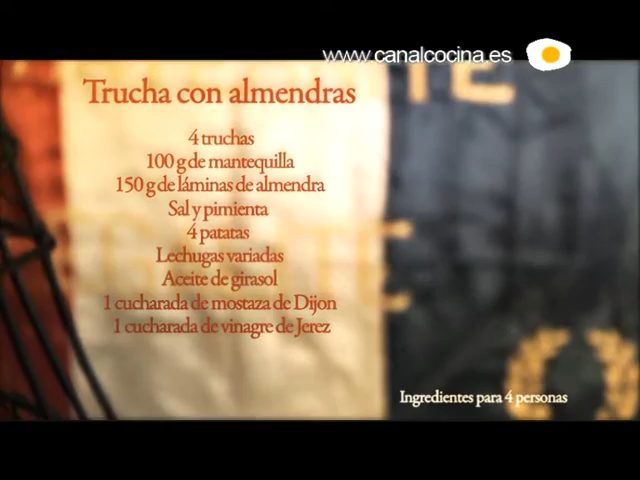 www.canalcocina.es
Trucha con almendras
4 truchas
100 g de mantequilla
150 g de láminas de almendra
Sal y pimienta
4 patatas
Lechugas variadas
Aceite de girasol
1 cucharada de mostaza de Dijon
1 cucharada de vinagre de Jerez
Ingredientes para 4 personas